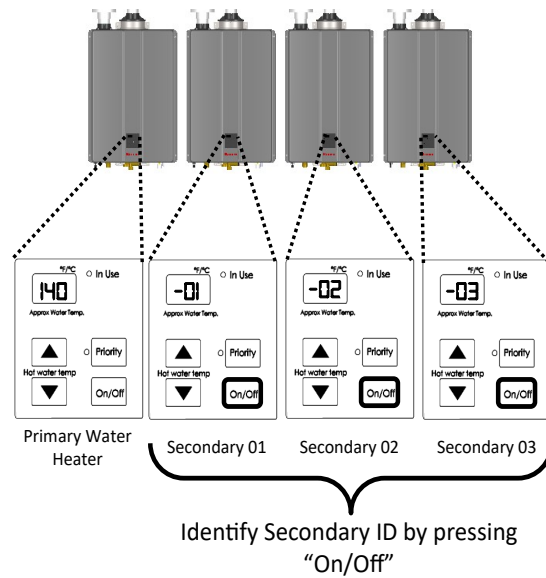 °F/°C
In Use
140
Approx Water Temp.
Priority
Hot water temp
On/Off
Primary Water
Heater
°F/°C
In Use
-01
Approx Water Temp.
Priority
Hot water temp
On/Off
Secondary 01
°F/°C
In Use
-02
Approx Water Temp.
Priority
Hot water temp
On/Off
Secondary 02
°F/°C
In Use
-03
Approx Water Temp.
Priority
Hot water temp
On/Off
Secondary 03
Identify Secondary ID by pressing
“On/Off”